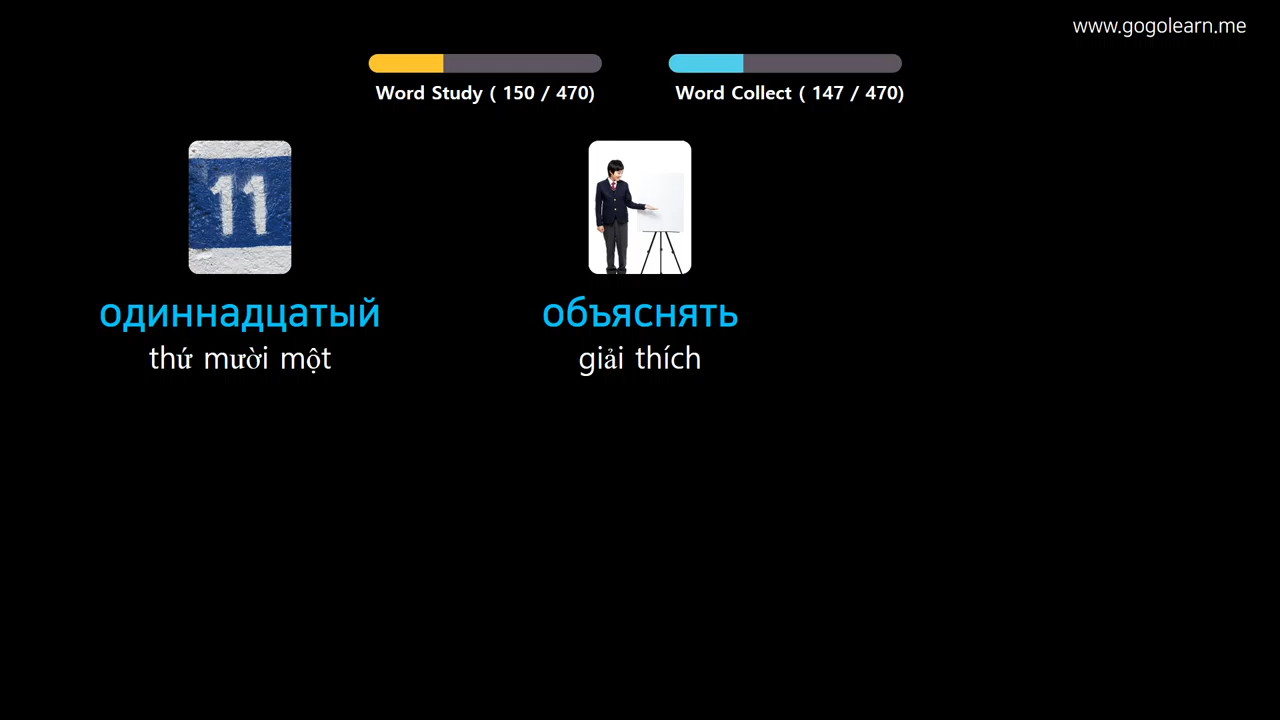 www.gogolearn.me
Word Study ( 150 / 470)
Word Collect ( 147 / 470)
11
одиннадцатый
объяснять
thứ mười một
giải thích